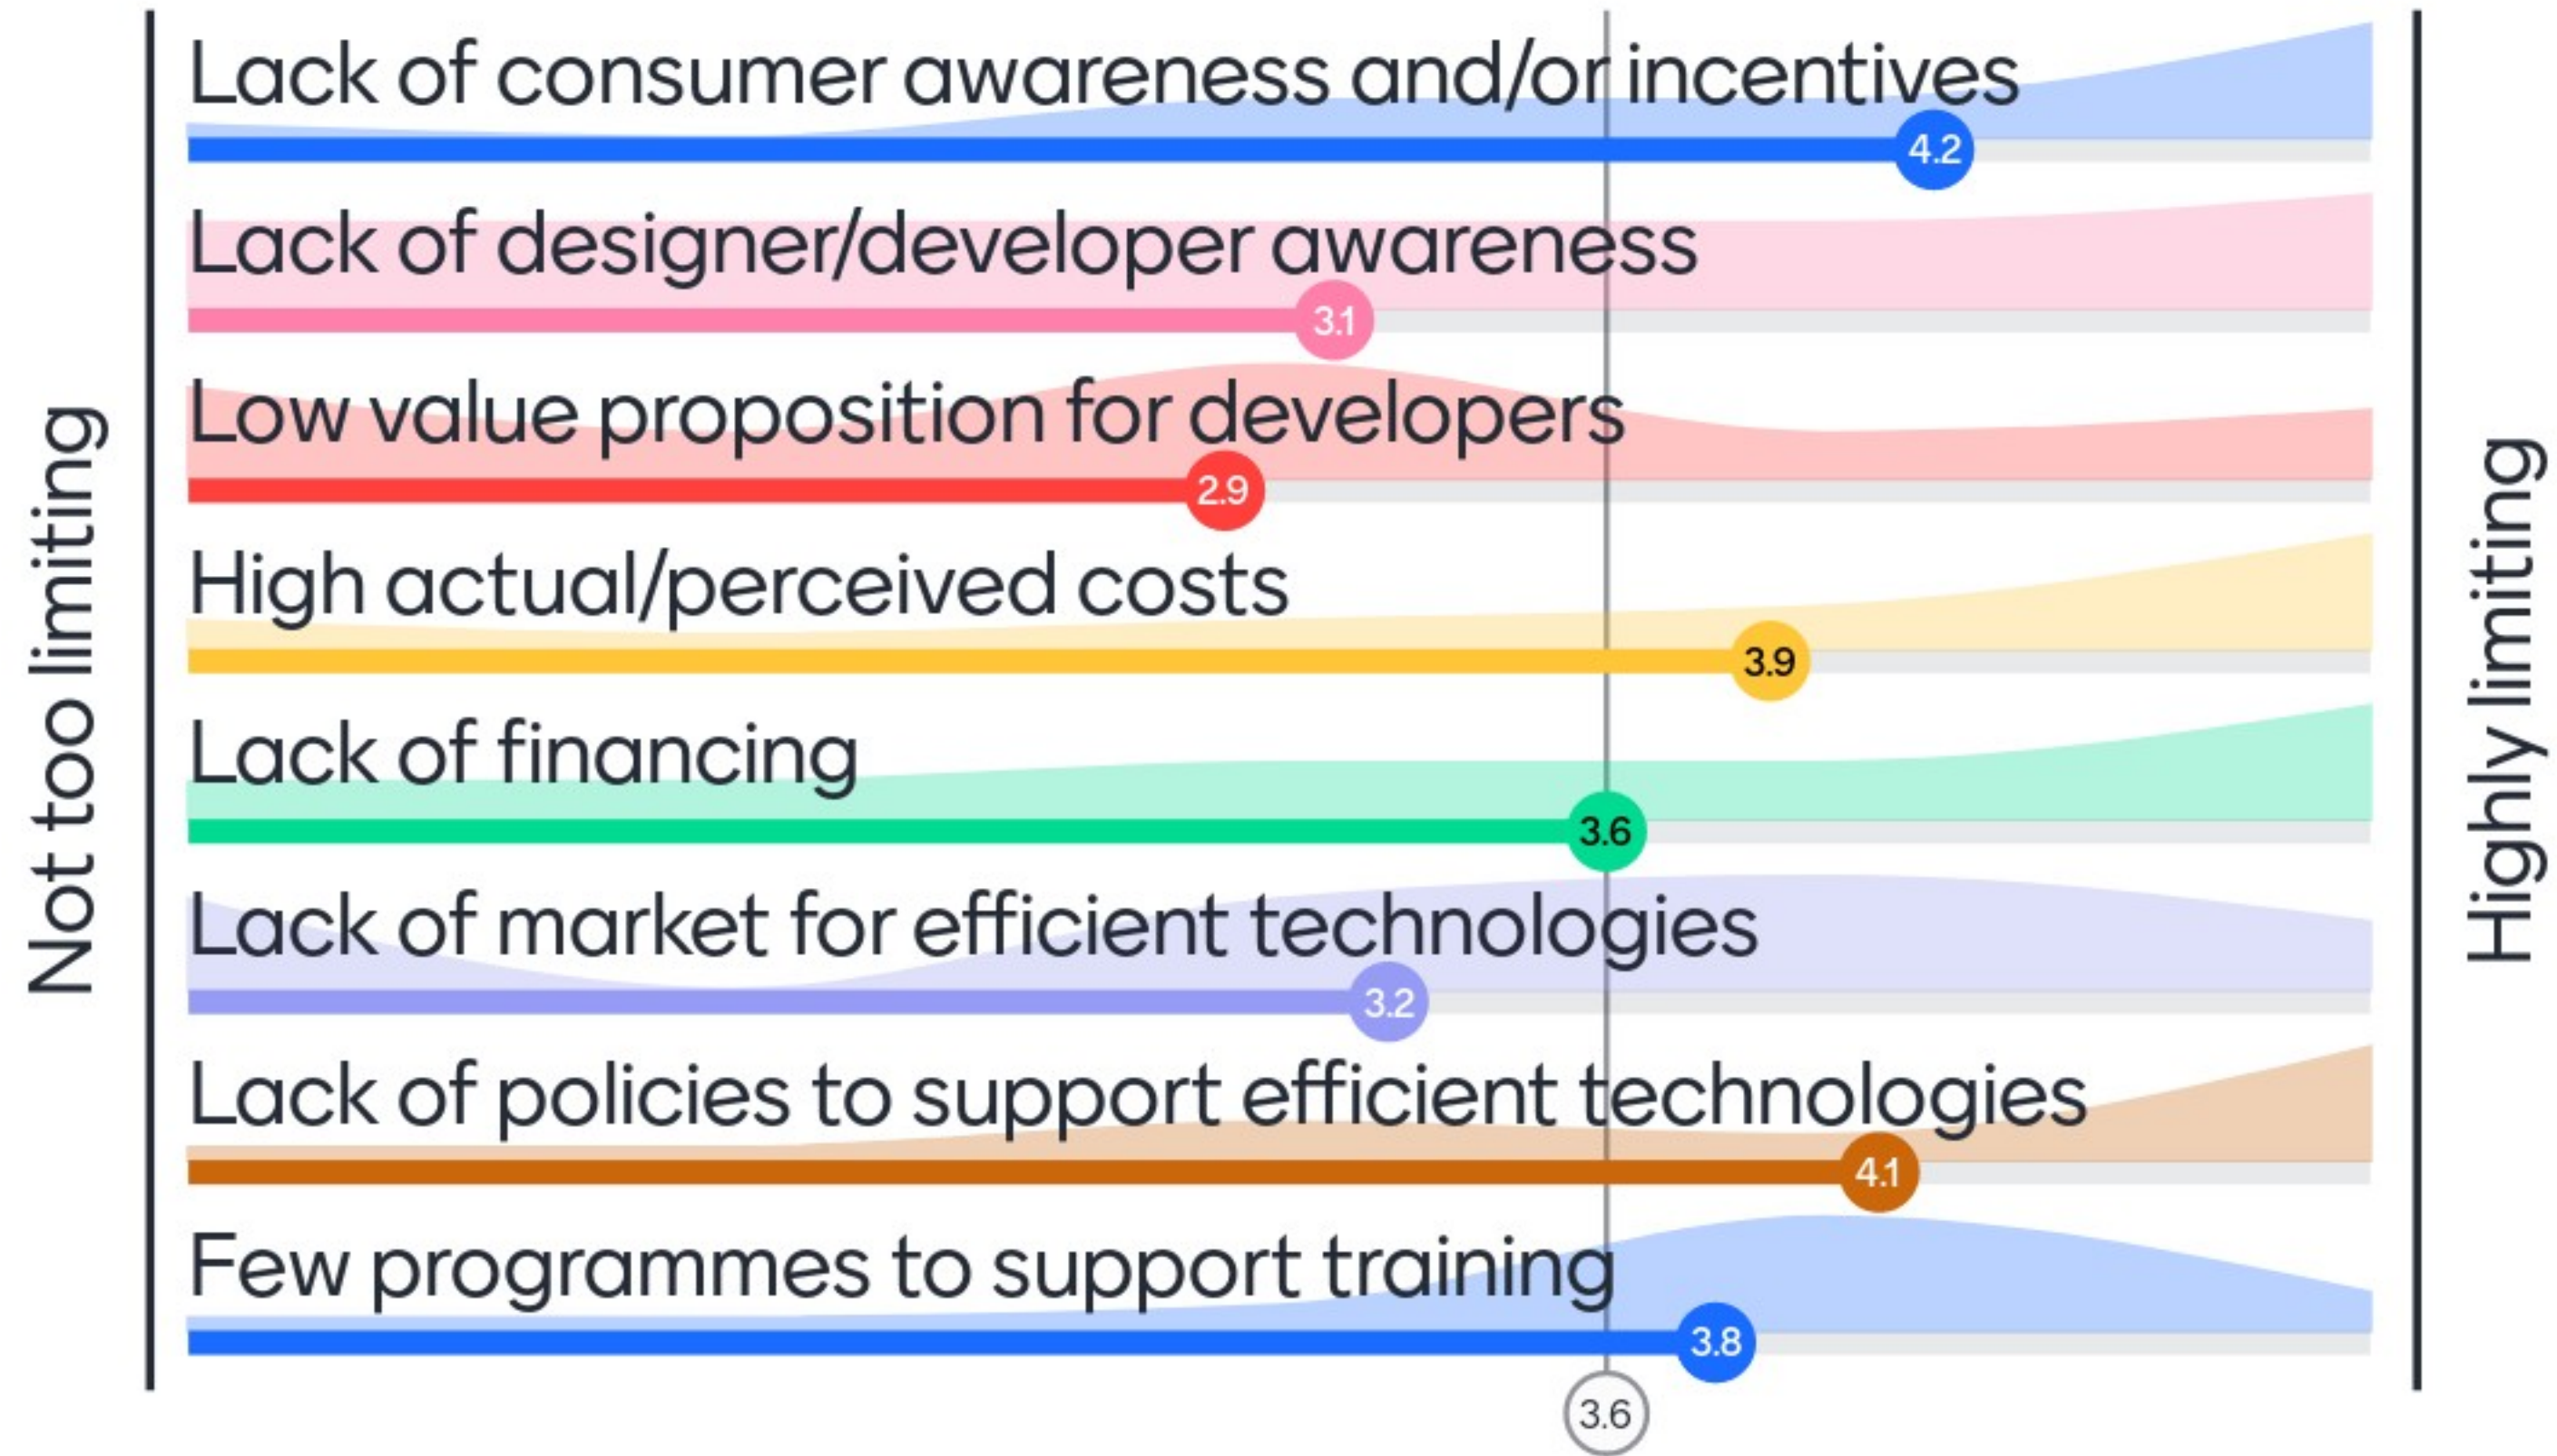 Not too limiting
Lack of consumer awareness and/or incentives
4.2
Lack of designer/developer awareness
3.1
Low value proposition for developers
2.9
High actual/perceived costs
3.9
Lack of financing
3.6
Lack of market for efficient technologies
3.2
Lack of policies to support efficient technologies
4.1
Few programmes to support training
3.8
3.6
Highly limiting